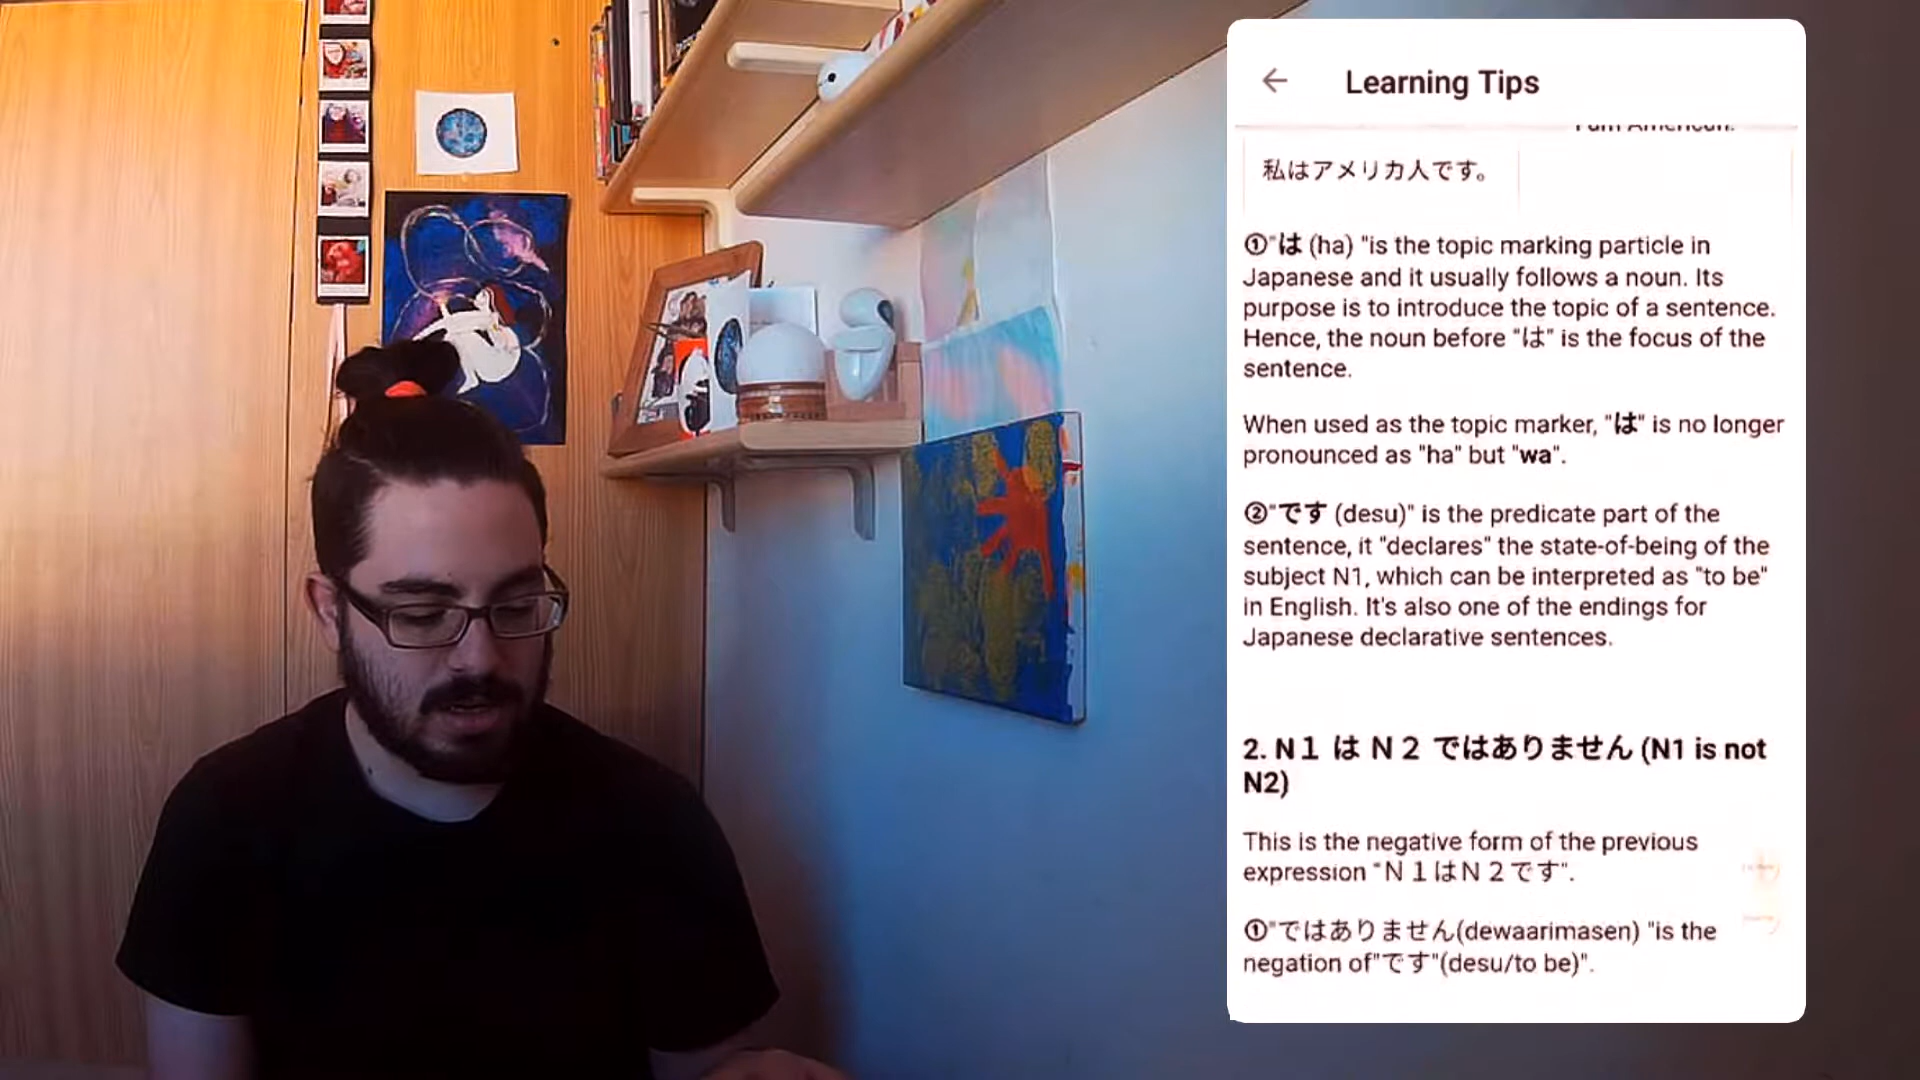 Learning Tips
I am American.
私はアメリカ人です。
①"は (ha) "is the topic marking particle in
Japanese and it usually follows a noun. Its
purpose is to introduce the topic of a sentence.
Hence, the noun before "は" is the focus of the
sentence.
When used as the topic marker, "は" is no longer
pronounced as "ha" but "wa".
②"です (desu)" is the predicate part of the
sentence, it "declares" the state-of-being of the
subject N1, which can be interpreted as "to be"
in English. It's also one of the endings for
Japanese declarative sentences.
2. N１ は N２ ではありません (N1 is not
N2)
This is the negative form of the previous
expression "Ｎ１はＮ２です".
①"ではありません(dewaarimasen) "is the
negation of"です"(desu/to be)".